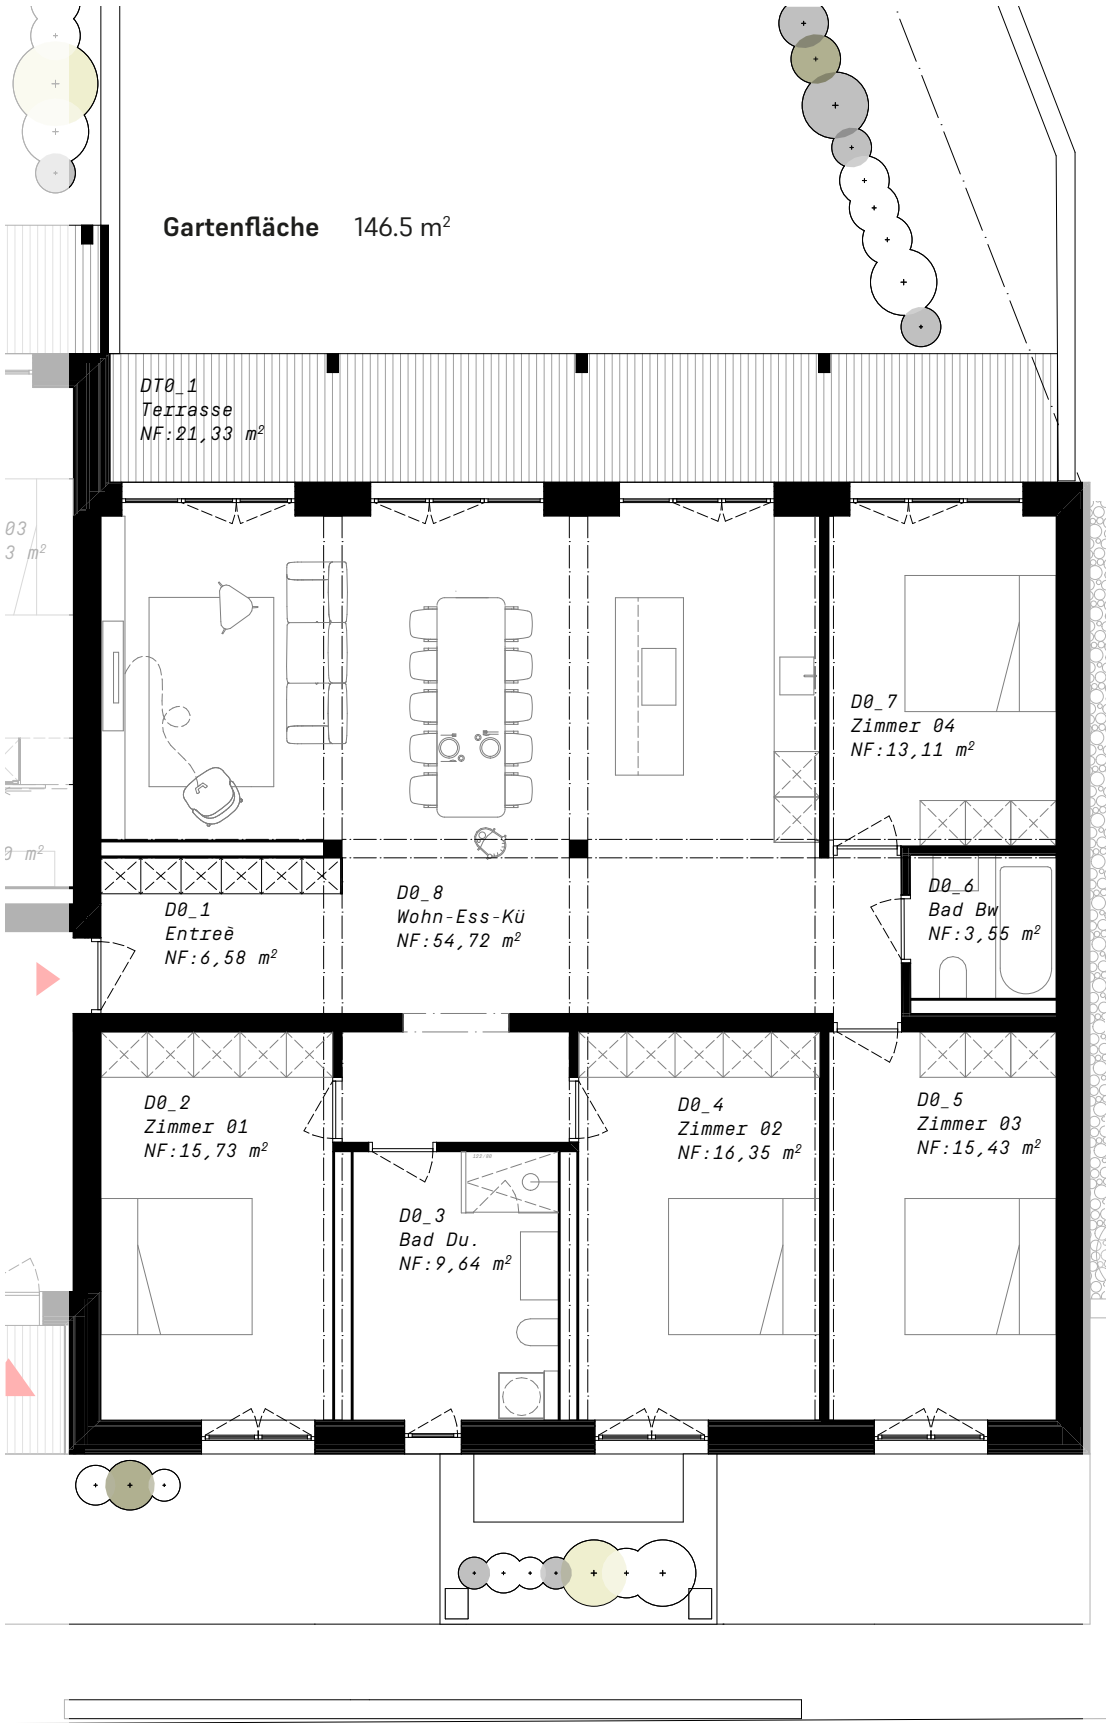 Gartenfläche 146.5 m²
DT0_1
Terrasse
NF:21,33 m²
03
3 m²
D0_7
Zimmer 04
NF:13,11 m²
0 m²
D0_8
Wohn-Ess-Kü
NF:54,72 m²
D0_6
Bad Bw
NF:3,55 m²
D0_1
Entreè
NF:6,58 m²
D0_2
Zimmer 01
NF:15,73 m²
D0_4
Zimmer 02
NF:16,35 m²
D0_5
Zimmer 03
NF:15,43 m²
D0_3
Bad Du.
NF:9,64 m²